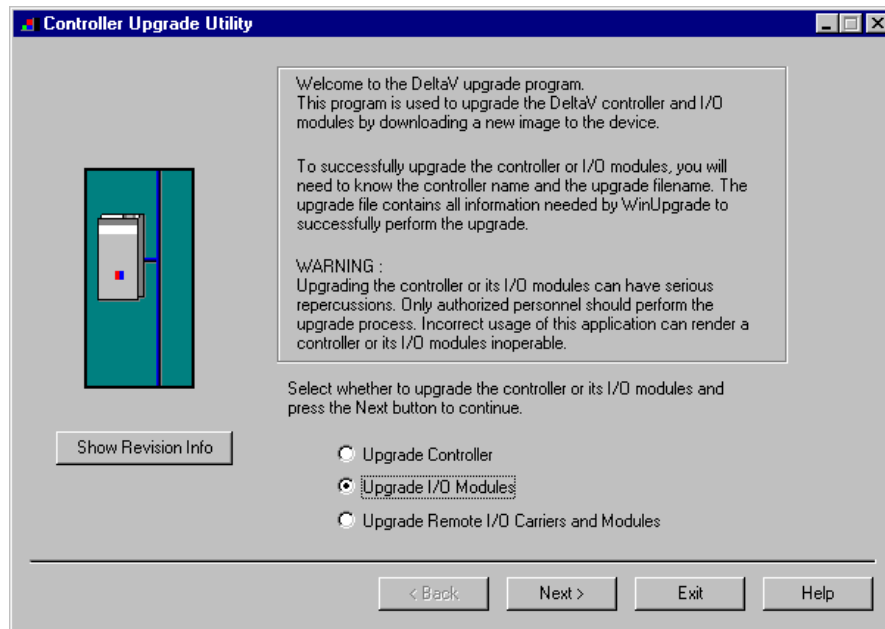 Controller Upgrade Utility
Welcome to the DeltaV upgrade program.
This program is used to upgrade the DeltaV controller and I/O
modules by downloading a new image to the device.
To successfully upgrade the controller or I/O modules, you will
need to know the controller name and the upgrade filename. The
upgrade file contains all information needed by WinUpgrade to
successfully perform the upgrade.
WARNING :
Upgrading the controller or its I/O modules can have serious
repercussions. Only authorized personnel should perform the
upgrade process. Incorrect usage of this application can render a
controller or its I/O modules inoperable.
Select whether to upgrade the controller or its I/O modules and
press the Next button to continue.
Show Revision Info
Upgrade Controller
Upgrade I/O Modules
Upgrade Remote I/O Carriers and Modules
< Back
Next >
Exit
Help